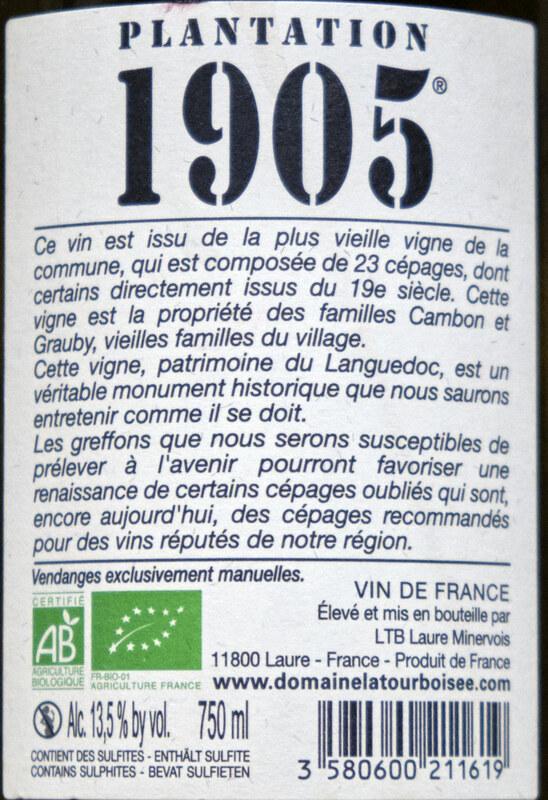 PLANTATION
1905®
Ce vin est issu de la plus vieille vigne de la
commune, qui est composée de 23 cépages, dont
certains directement issus du 19e siècle. Cette
vigne est la propriété des familles Cambon et
Grauby, vieilles familles du village.
Cette vigne, patrimoine du Languedoc, est un
véritable monument historique que nous saurons
entretenir comme il se doit.
Les greffons que nous serons susceptibles de
prélever à l'avenir pourront favoriser une
renaissance de certains cépages oubliés qui sont,
encore aujourd'hui, des cépages recommandés
pour des vins réputés de notre région.
Vendanges exclusivement manuelles.
CERTIFIÉ
AB
AGRICULTURE
BIOLOGIQUE
FR-BIO-01
AGRICULTURE FRANCE
VIN DE FRANCE
Élevé et mis en bouteille par
LTB Laure Minervois
11800 Laure - France - Produit de France
www.domainelatourboisee.com
Alc. 13,5 % by vol. 750 ml
CONTIENT DES SULFITES - ENTHÄLT SULFITE
CONTAINS SULPHITES - BEVAT SULFIETEN
3 580600 211619